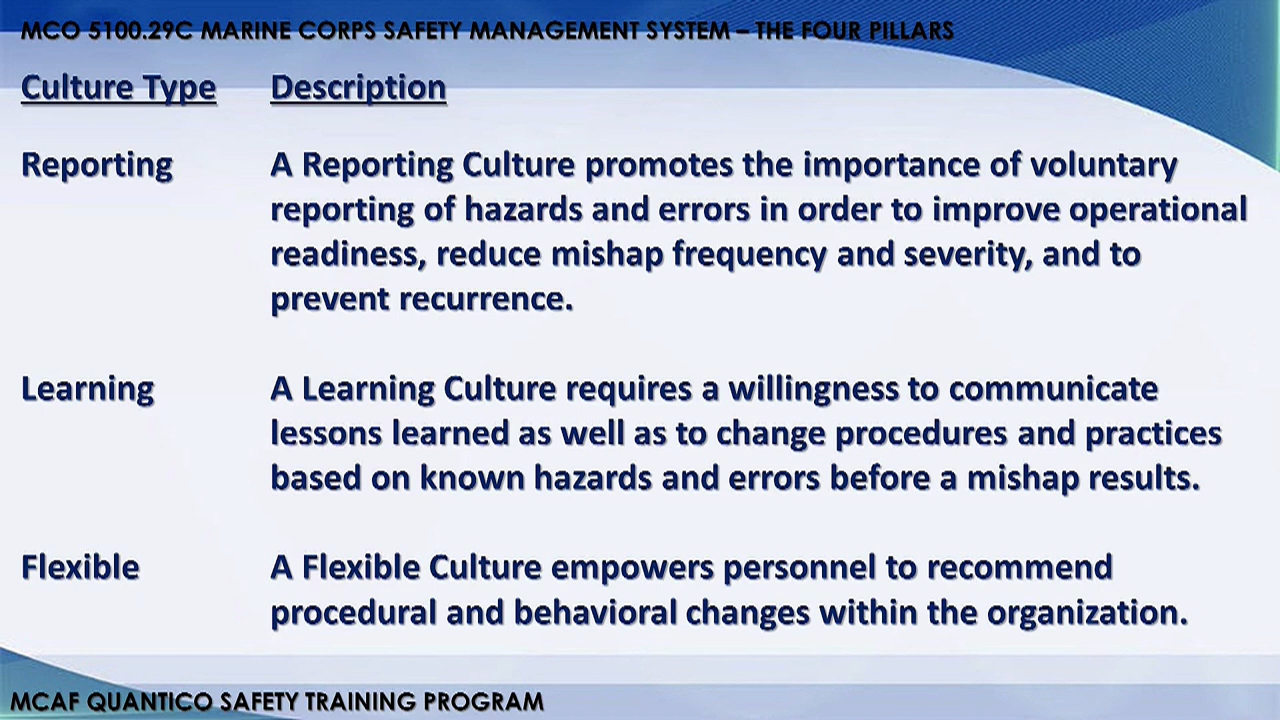 MCO 5100.29C MARINE CORPS SAFETY MANAGEMENT SYSTEM – THE FOUR PILLARS
Culture Type Description
Reporting A Reporting Culture promotes the importance of voluntary
reporting of hazards and errors in order to improve operational
readiness, reduce mishap frequency and severity, and to
prevent recurrence.
Learning A Learning Culture requires a willingness to communicate
lessons learned as well as to change procedures and practices
based on known hazards and errors before a mishap results.
Flexible A Flexible Culture empowers personnel to recommend
procedural and behavioral changes within the organization.
MCAF QUANTICO SAFETY TRAINING PROGRAM